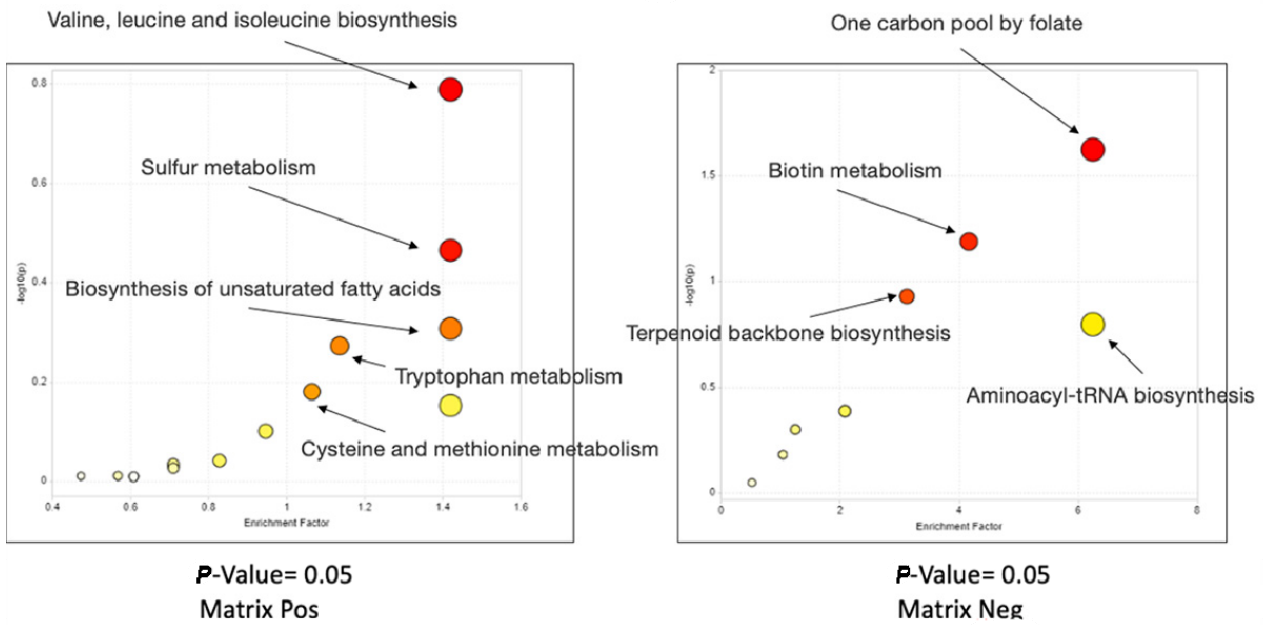 Valine, leucine and isoleucine biosynthesis
Sulfur metabolism
Biosynthesis of unsaturated fatty acids
Tryptophan metabolism
Cysteine and methionine metabolism
-log10(p)
0.8
0.6
0.4
0.2
0
0.4 0.6 0.8 1 1.2 1.4 1.6
Enrichment Factor
P-Value= 0.05
Matrix Pos
One carbon pool by folate
Biotin metabolism
Terpenoid backbone biosynthesis
Aminoacyl-tRNA biosynthesis
-log10(p)
2
1.5
1
0.5
0
0 2 4 6 8
Enrichment Factor
P-Value= 0.05
Matrix Neg